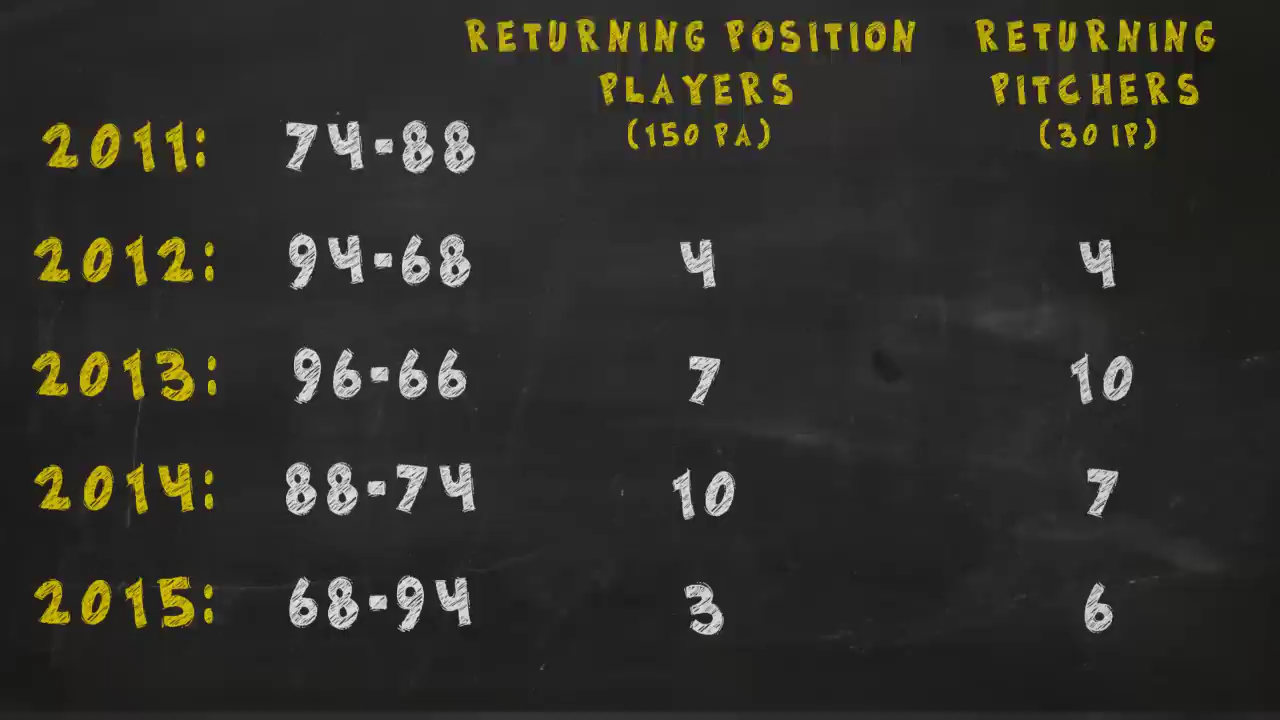 RETURNING POSITION PLAYERS (150 PA)
RETURNING PITCHERS (30 IP)
2011: 74-88
2012: 94-68 4 4
2013: 96-66 7 10
2014: 88-74 10 7
2015: 68-94 3 6